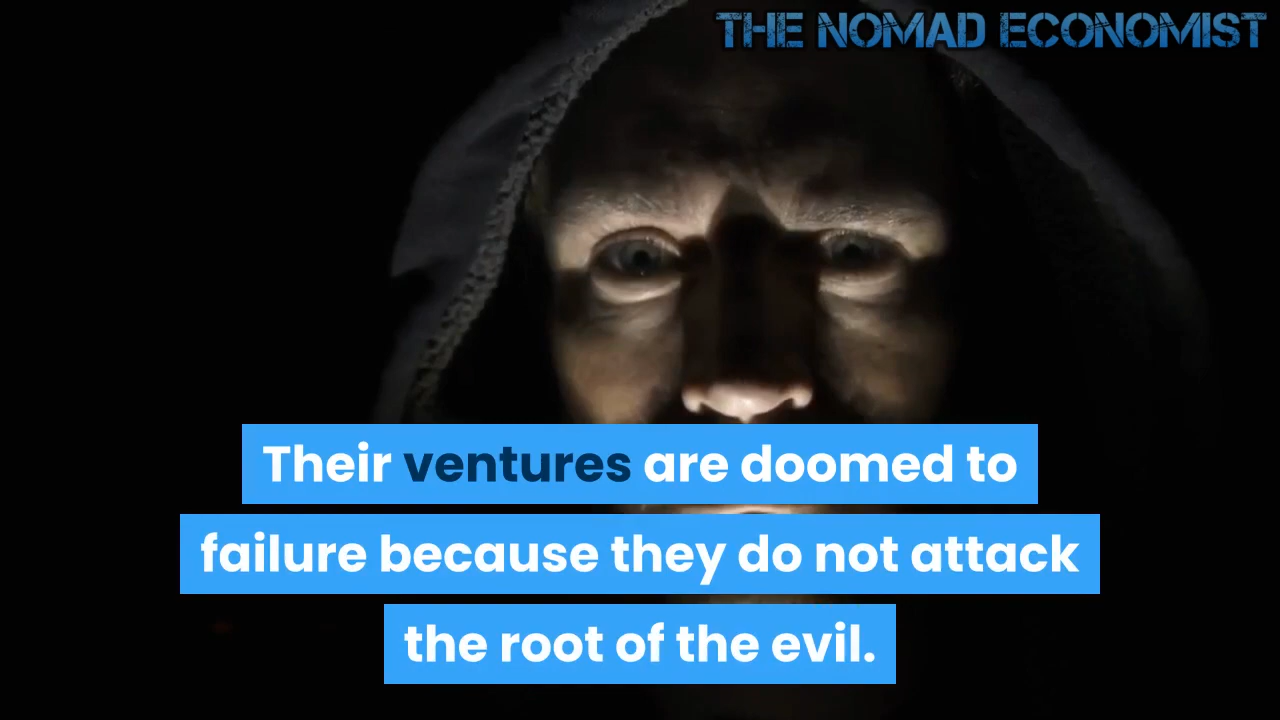 THE NOMAD ECONOMIST
Their ventures are doomed to
failure because they do not attack
the root of the evil.